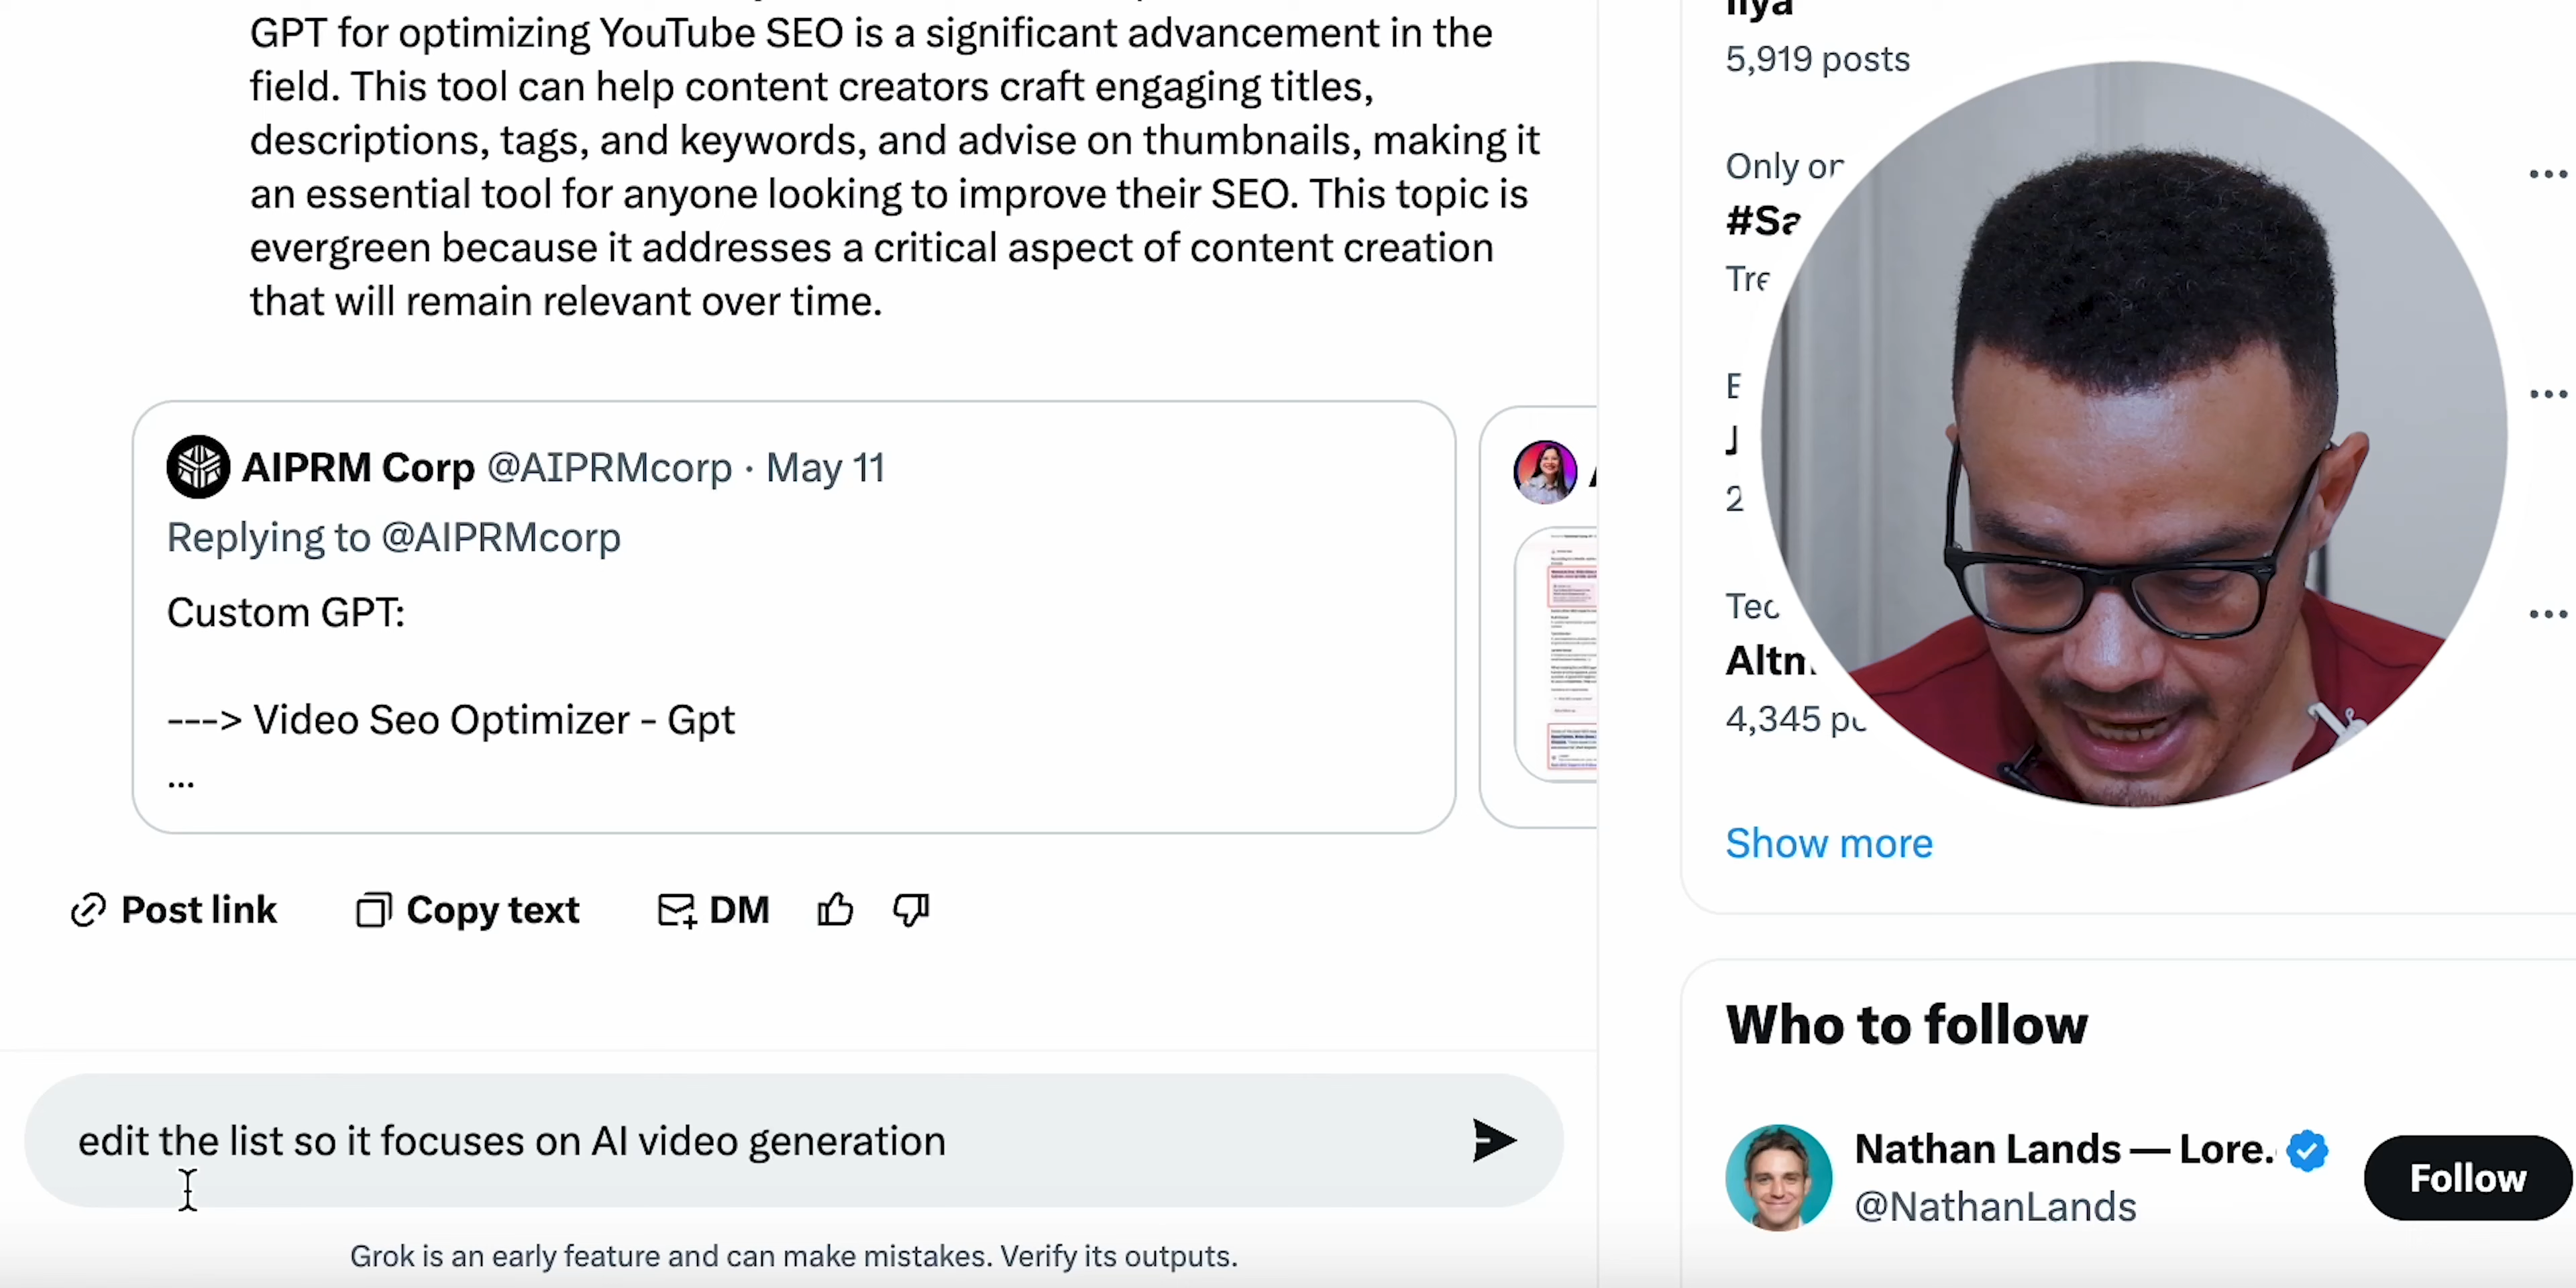 GPT for optimizing YouTube SEO is a significant advancement in the
field. This tool can help content creators craft engaging titles,
descriptions, tags, and keywords, and advise on thumbnails, making it
an essential tool for anyone looking to improve their SEO. This topic is
evergreen because it addresses a critical aspect of content creation
that will remain relevant over time.
AIPRM Corp @AIPRMcorp · May 11
Replying to @AIPRMcorp
Custom GPT:
---> Video Seo Optimizer - Gpt
...
Post link Copy text DM
edit the list so it focuses on AI video generation
Grok is an early feature and can make mistakes. Verify its outputs.
Ilya
5,919 posts
Only
4,345
Show more
Who to follow
Nathan Lands — Lore.
@NathanLands
Follow